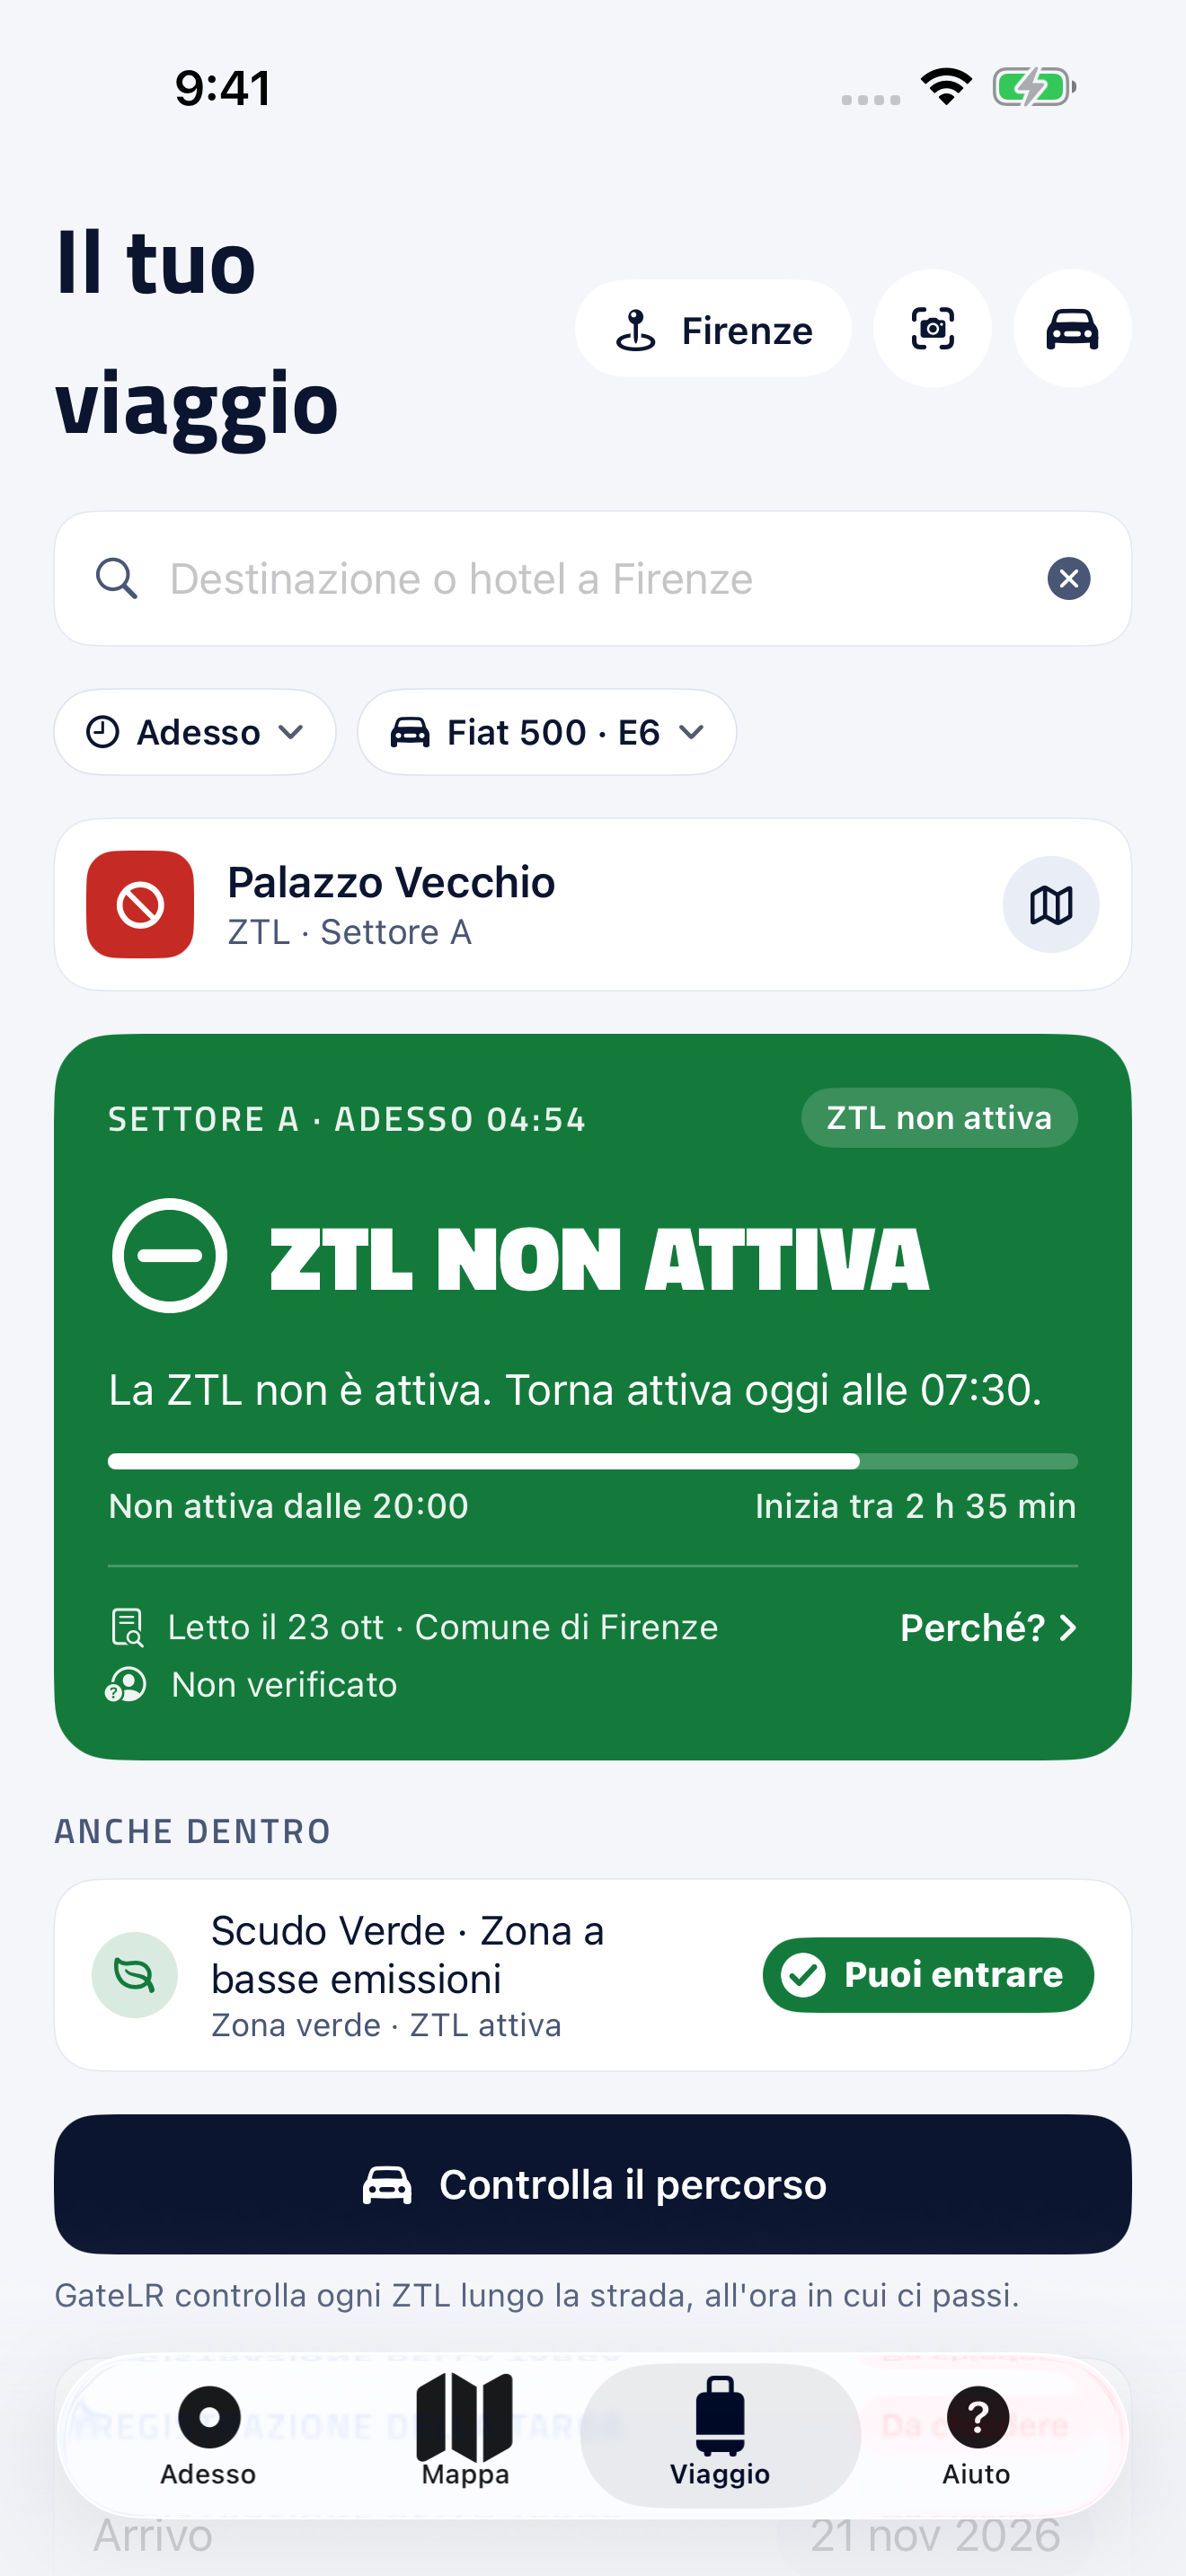 9:41
Il tuo
viaggio
Firenze
Destinazione o hotel a Firenze
Adesso
Fiat 500 · E6
Palazzo Vecchio
ZTL · Settore A
SETTORE A · ADESSO 04:54
ZTL non attiva
ZTL NON ATTIVA
La ZTL non è attiva. Torna attiva oggi alle 07:30.
Non attiva dalle 20:00
Inizia tra 2 h 35 min
Letto il 23 ott · Comune di Firenze
Perché?
Non verificato
ANCHE DENTRO
Scudo Verde · Zona a
basse emissioni
Zona verde · ZTL attiva
Puoi entrare
Controlla il percorso
GateLR controlla ogni ZTL lungo la strada, all'ora in cui ci passi.
Adesso
Mappa
Viaggio
Aiuto
Arrivo
21 nov 2026